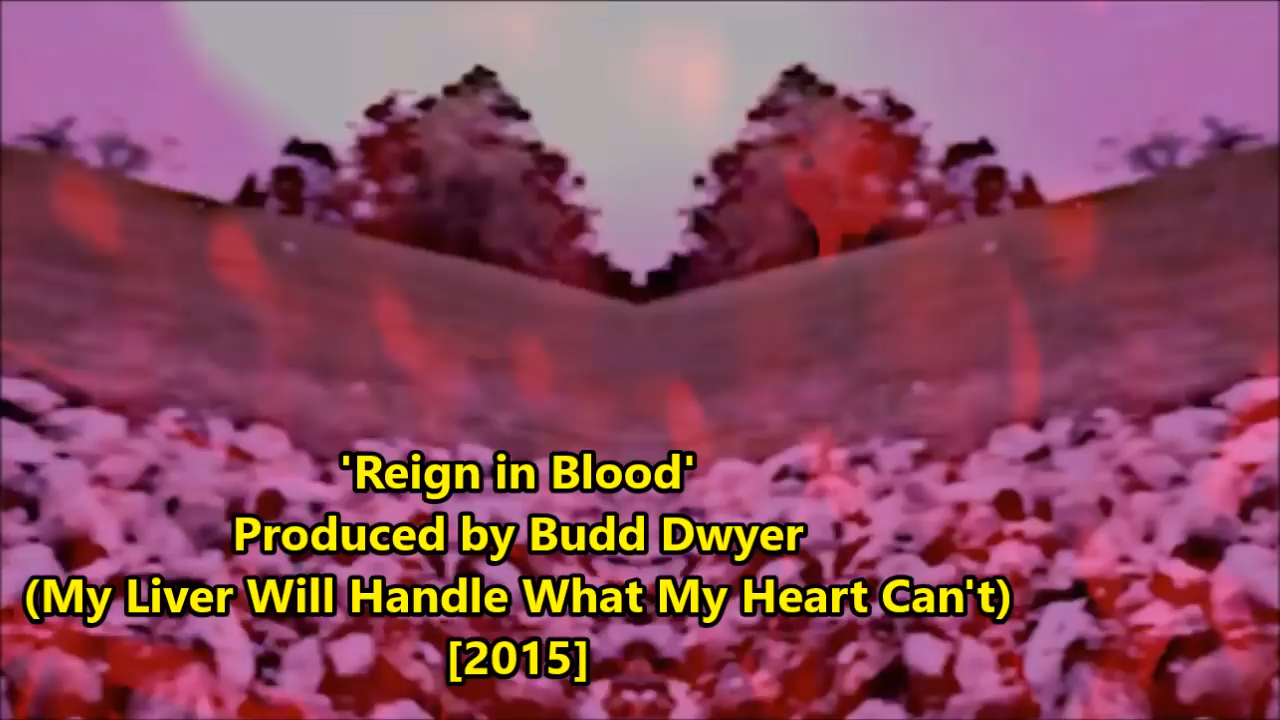 'Reign in Blood'
Produced by Budd Dwyer
(My Liver Will Handle What My Heart Can't)
[2015]